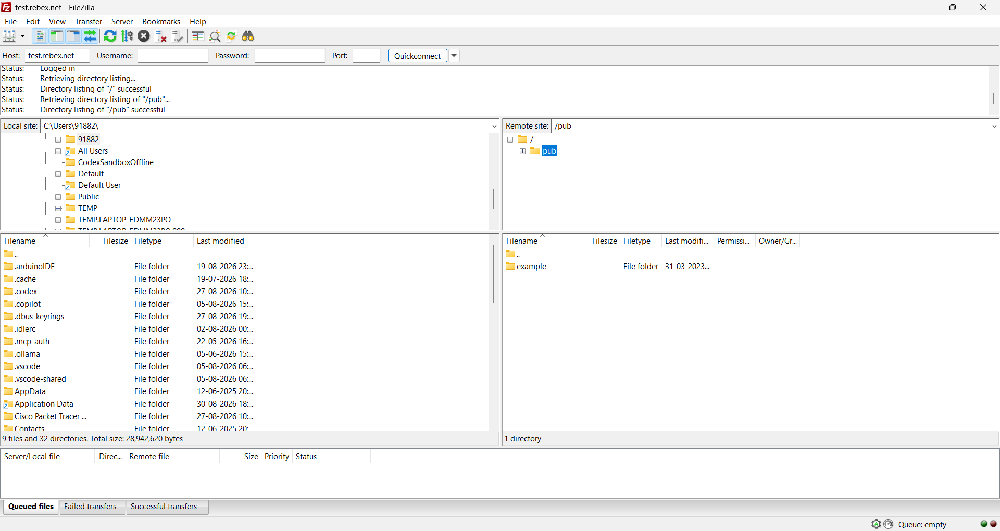 test.rebex.net - FileZilla
File Edit View Transfer Server Bookmarks Help
Host: test.rebex.net Username: Password: Port: Quickconnect
Status: Logged in
Status: Retrieving directory listing...
Status: Directory listing of "/" successful
Status: Retrieving directory listing of "/pub"...
Status: Directory listing of "/pub" successful
Local site: C:\Users\91882\
91882
All Users
CodexSandboxOffline
Default
Default User
Public
TEMP
TEMP.LAPTOP-EDMM23PO
TEMP.LAPTOP-EDMM23PO.000
Remote site: /pub
/
pub
Filename Filesize Filetype Last modified
..
.arduinoIDE File folder 19-08-2026 23:...
.cache File folder 19-07-2026 18:...
.codex File folder 27-08-2026 10:...
.copilot File folder 05-08-2026 15:...
.dbus-keyrings File folder 27-08-2026 19:...
.idlerc File folder 02-08-2026 00:...
.mcp-auth File folder 22-05-2026 16:...
.ollama File folder 05-06-2026 15:...
.vscode File folder 05-08-2026 06:...
.vscode-shared File folder 05-08-2026 06:...
AppData File folder 12-06-2025 20:...
Application Data File folder 30-08-2026 18:...
Cisco Packet Tracer ... File folder 27-08-2026 10:...
Contacts File folder 12-06-2025 20:
9 files and 32 directories. Total size: 28,942,620 bytes
Filename Filesize Filetype Last modifi... Permissi... Owner/Gr...
..
example File folder 31-03-2023...
1 directory
Server/Local file Direc... Remote file Size Priority Status
Queued files Failed transfers Successful transfers
Queue: empty